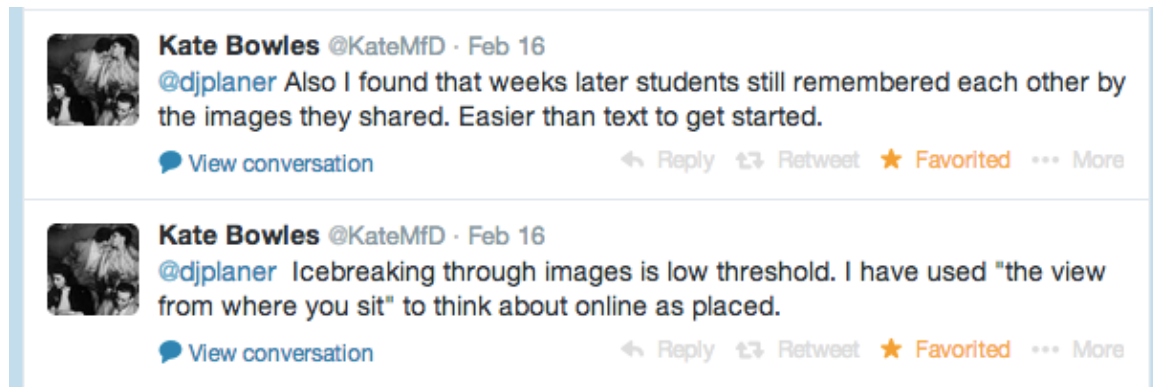 Kate Bowles @KateMfD · Feb 16
@djplaner Also I found that weeks later students still remembered each other by
the images they shared. Easier than text to get started.
View conversation Reply Retweet Favorited ••• More
Kate Bowles @KateMfD · Feb 16
@djplaner Icebreaking through images is low threshold. I have used "the view
from where you sit" to think about online as placed.
View conversation Reply Retweet Favorited ••• More